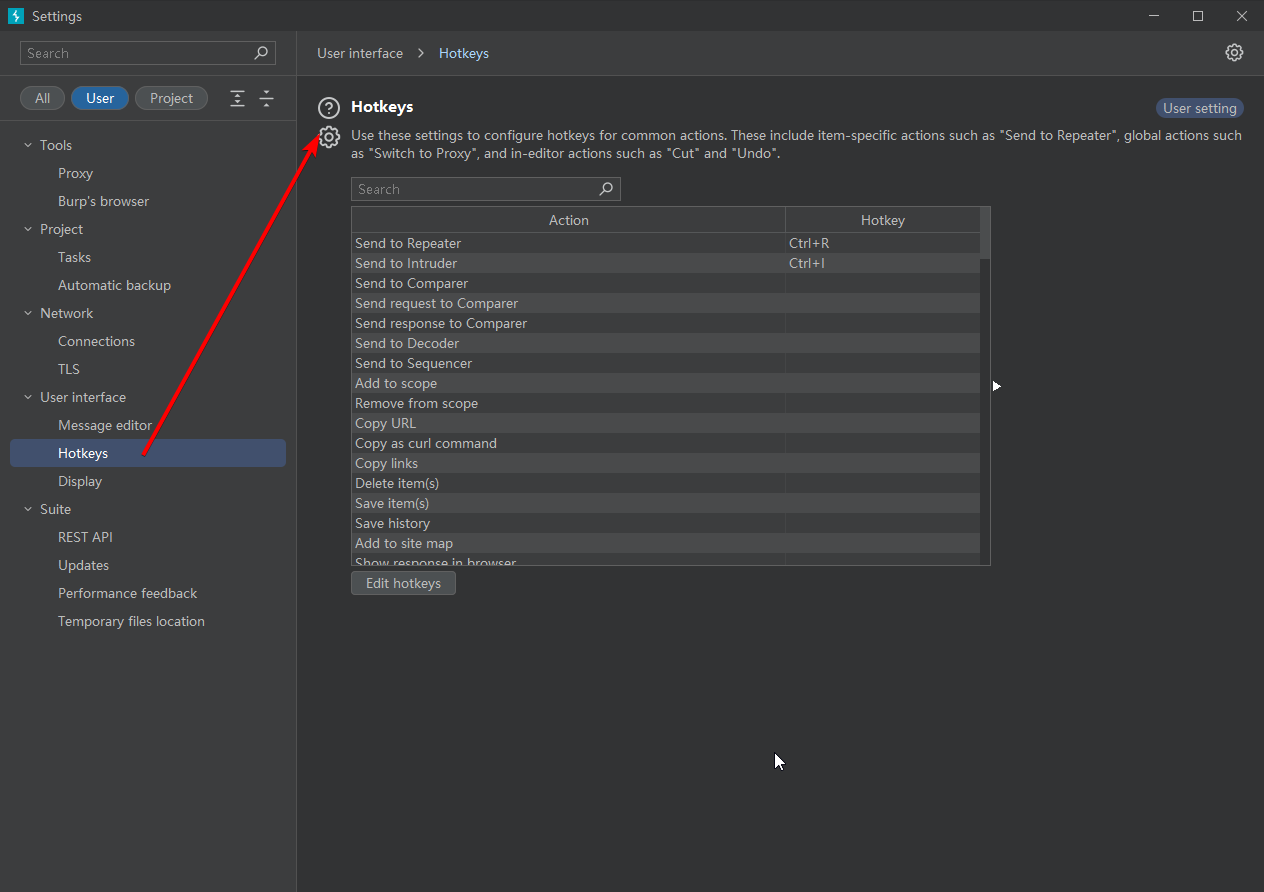 Settings
Search
All User Project
Tools
Proxy
Burp's browser
Project
Tasks
Automatic backup
Network
Connections
TLS
User interface
Message editor
Hotkeys
Display
Suite
REST API
Updates
Performance feedback
Temporary files location
User interface > Hotkeys
Hotkeys
User setting
Use these settings to configure hotkeys for common actions. These include item-specific actions such as "Send to Repeater", global actions such
as "Switch to Proxy", and in-editor actions such as "Cut" and "Undo".
Search
Action Hotkey
Send to Repeater Ctrl+R
Send to Intruder Ctrl+I
Send to Comparer
Send request to Comparer
Send response to Comparer
Send to Decoder
Send to Sequencer
Add to scope
Remove from scope
Copy URL
Copy as curl command
Copy links
Delete item(s)
Save item(s)
Save history
Add to site map
Show response in browser
Edit hotkeys